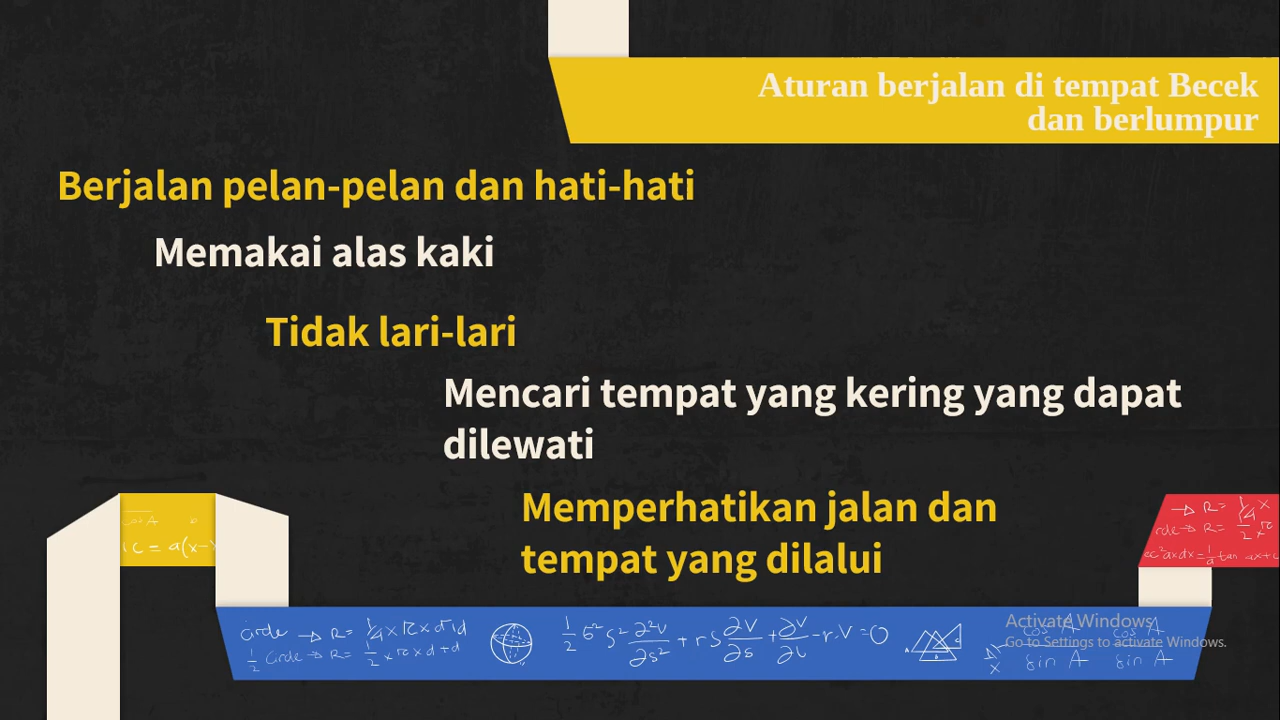 Aturan berjalan di tempat Becek
dan berlumpur
Berjalan pelan-pelan dan hati-hati
Memakai alas kaki
Tidak lari-lari
Mencari tempat yang kering yang dapat
dilewati
Memperhatikan jalan dan
tempat yang dilalui
Activate Windows
Go to Settings to activate Windows.